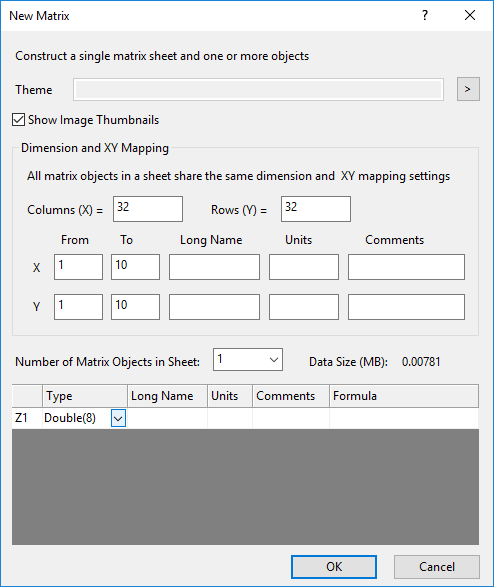 New Matrix ?
Construct a single matrix sheet and one or more objects
Theme >
Show Image Thumbnails
Dimension and XY Mapping
All matrix objects in a sheet share the same dimension and XY mapping settings
Columns (X) = 32 Rows (Y) = 32
From To Long Name Units Comments
X 1 10
Y 1 10
Number of Matrix Objects in Sheet: 1 Data Size (MB): 0.00781
Type Long Name Units Comments Formula
Z1 Double(8)
OK Cancel